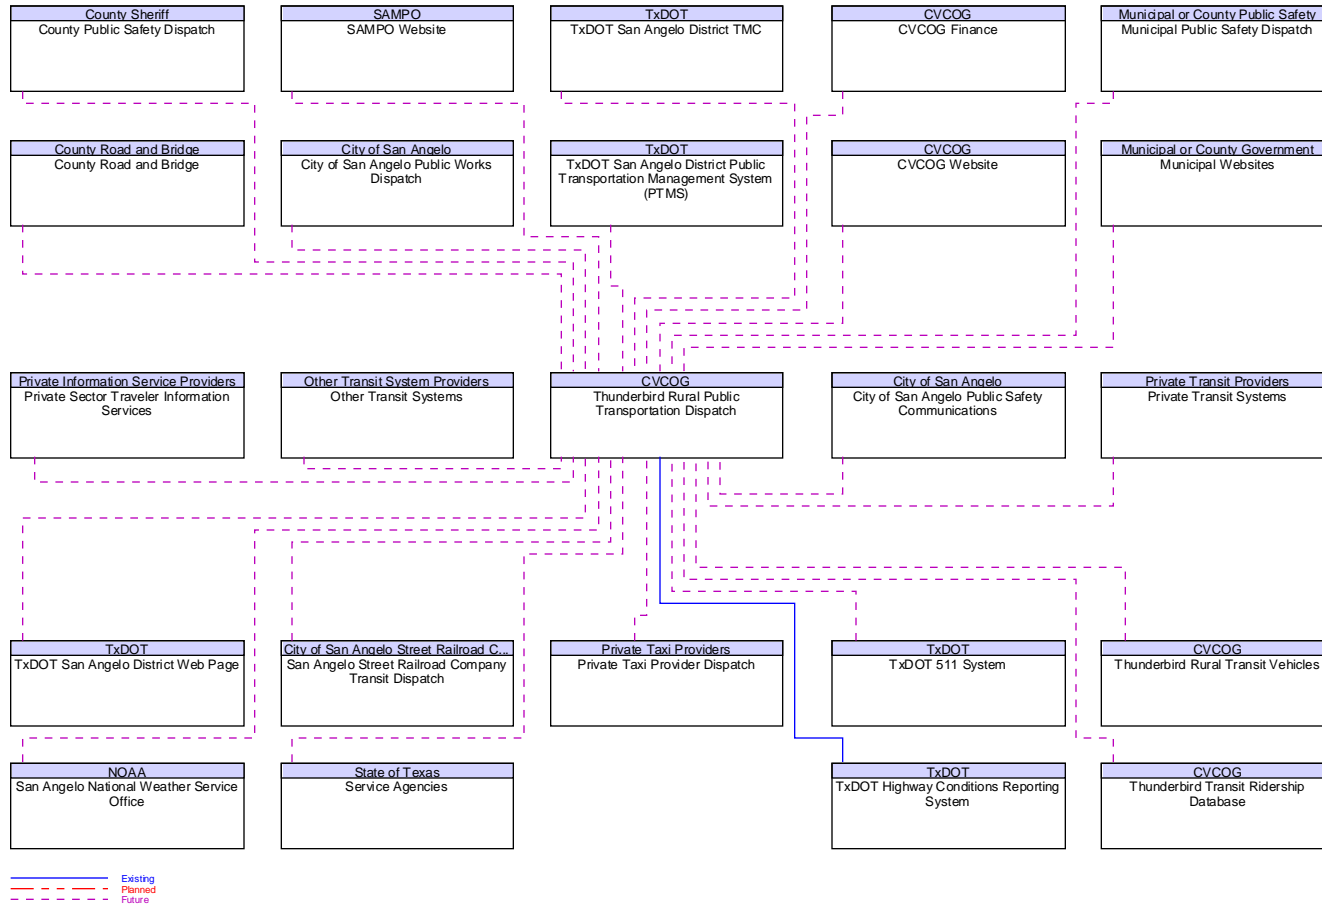 County Sheriff
County Public Safety Dispatch
SAMPO
SAMPO Website
TxDOT
TxDOT San Angelo District TMC
CVCOG
CVCOG Finance
Municipal or County Public Safety
Municipal Public Safety Dispatch
County Road and Bridge
County Road and Bridge
City of San Angelo
City of San Angelo Public Works
Dispatch
TxDOT
TxDOT San Angelo District Public
Transportation Management System
(PTMS)
CVCOG
CVCOG Website
Municipal or County Government
Municipal Websites
Private Information Service Providers
Private Sector Traveler Information
Services
Other Transit System Providers
Other Transit Systems
CVCOG
Thunderbird Rural Public
Transportation Dispatch
City of San Angelo
City of San Angelo Public Safety
Communications
Private Transit Providers
Private Transit Systems
TxDOT
TxDOT San Angelo District Web Page
City of San Angelo Street Railroad C...
San Angelo Street Railroad Company
Transit Dispatch
Private Taxi Providers
Private Taxi Provider Dispatch
TxDOT
TxDOT 511 System
CVCOG
Thunderbird Rural Transit Vehicles
NOAA
San Angelo National Weather Service
Office
State of Texas
Service Agencies
TxDOT
TxDOT Highway Conditions Reporting
System
CVCOG
Thunderbird Transit Ridership
Database
Existing
Planned
Future